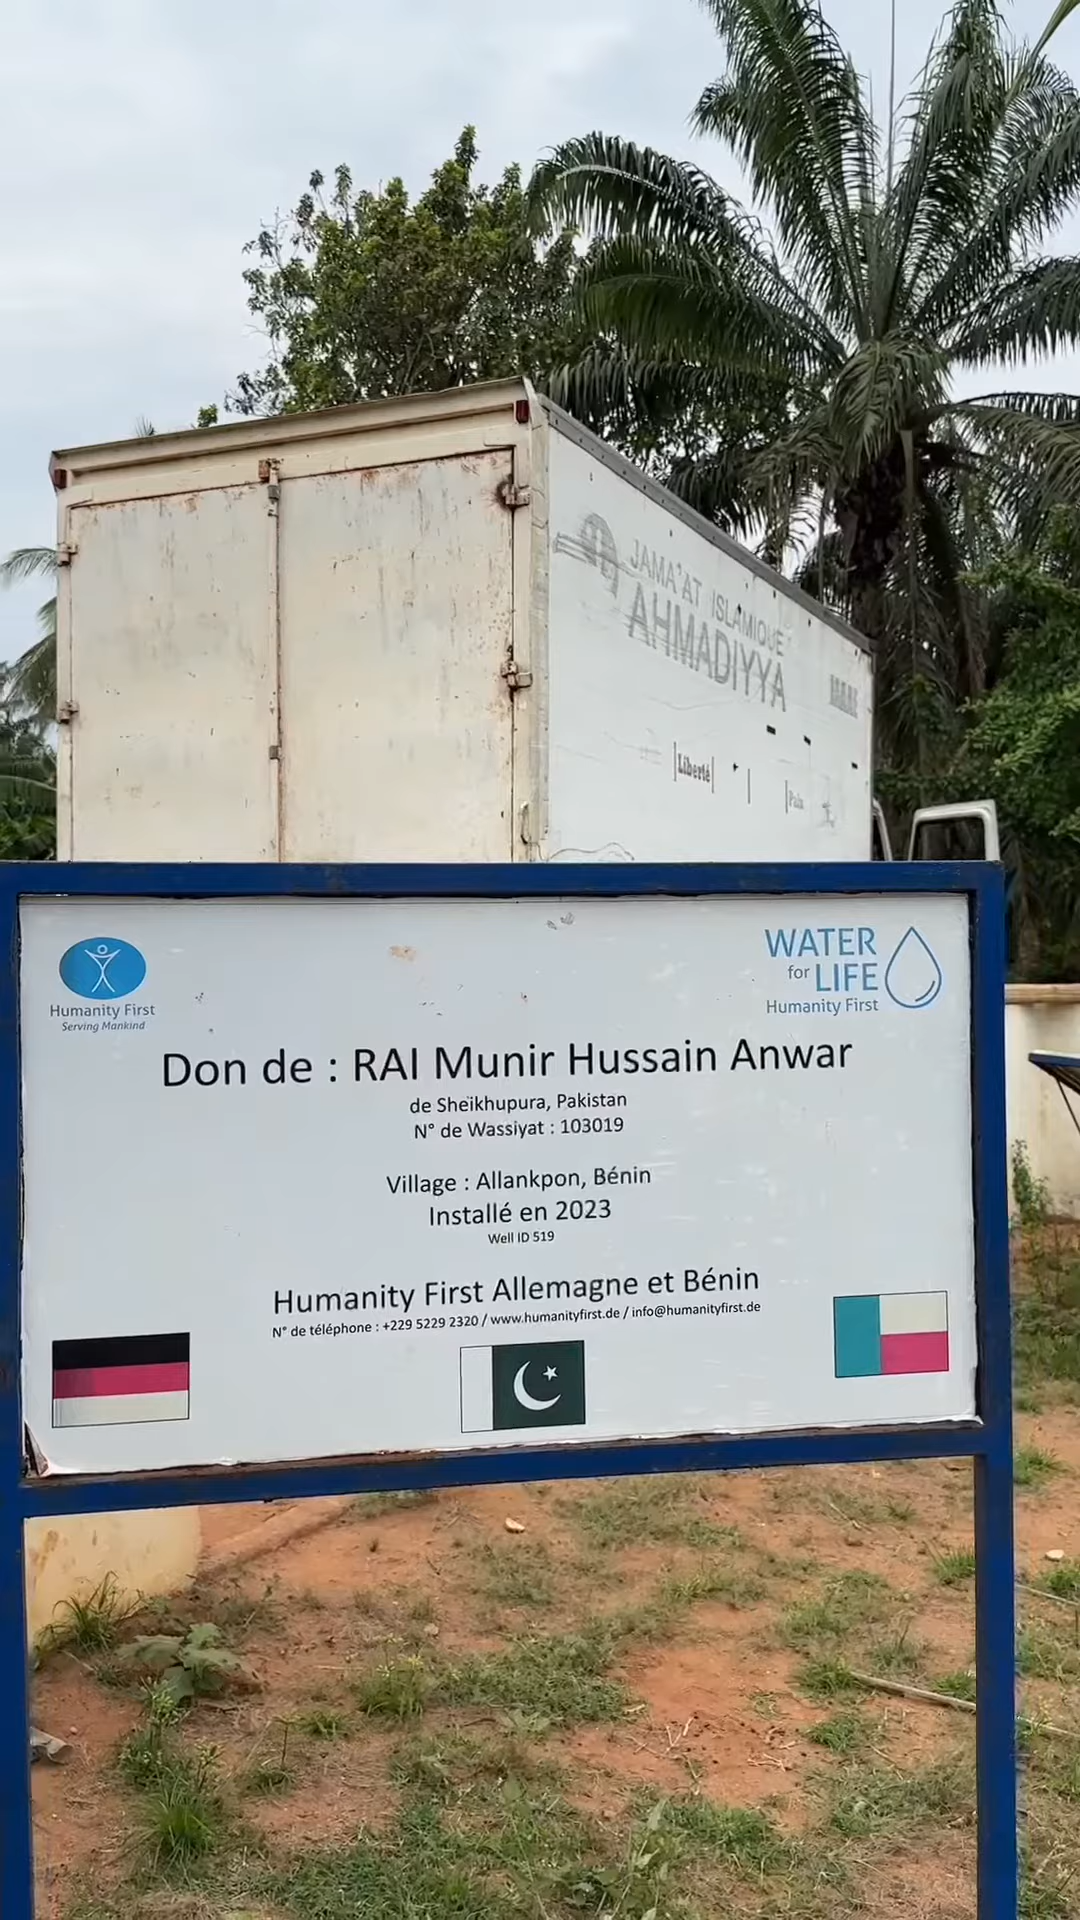 JAMA'AT ISLAMIQUE
AHMADIYYA
Liberté
Paix
Humanity First
Serving Mankind
WATER
for LIFE
Humanity First
Don de : RAI Munir Hussain Anwar
de Sheikhupura, Pakistan
N° de Wassiyat : 103019
Village : Allankpon, Bénin
Installé en 2023
Well ID 519
Humanity First Allemagne et Bénin
N° de téléphone : +229 5229 2320 / www.humanityfirst.de / info@humanityfirst.de